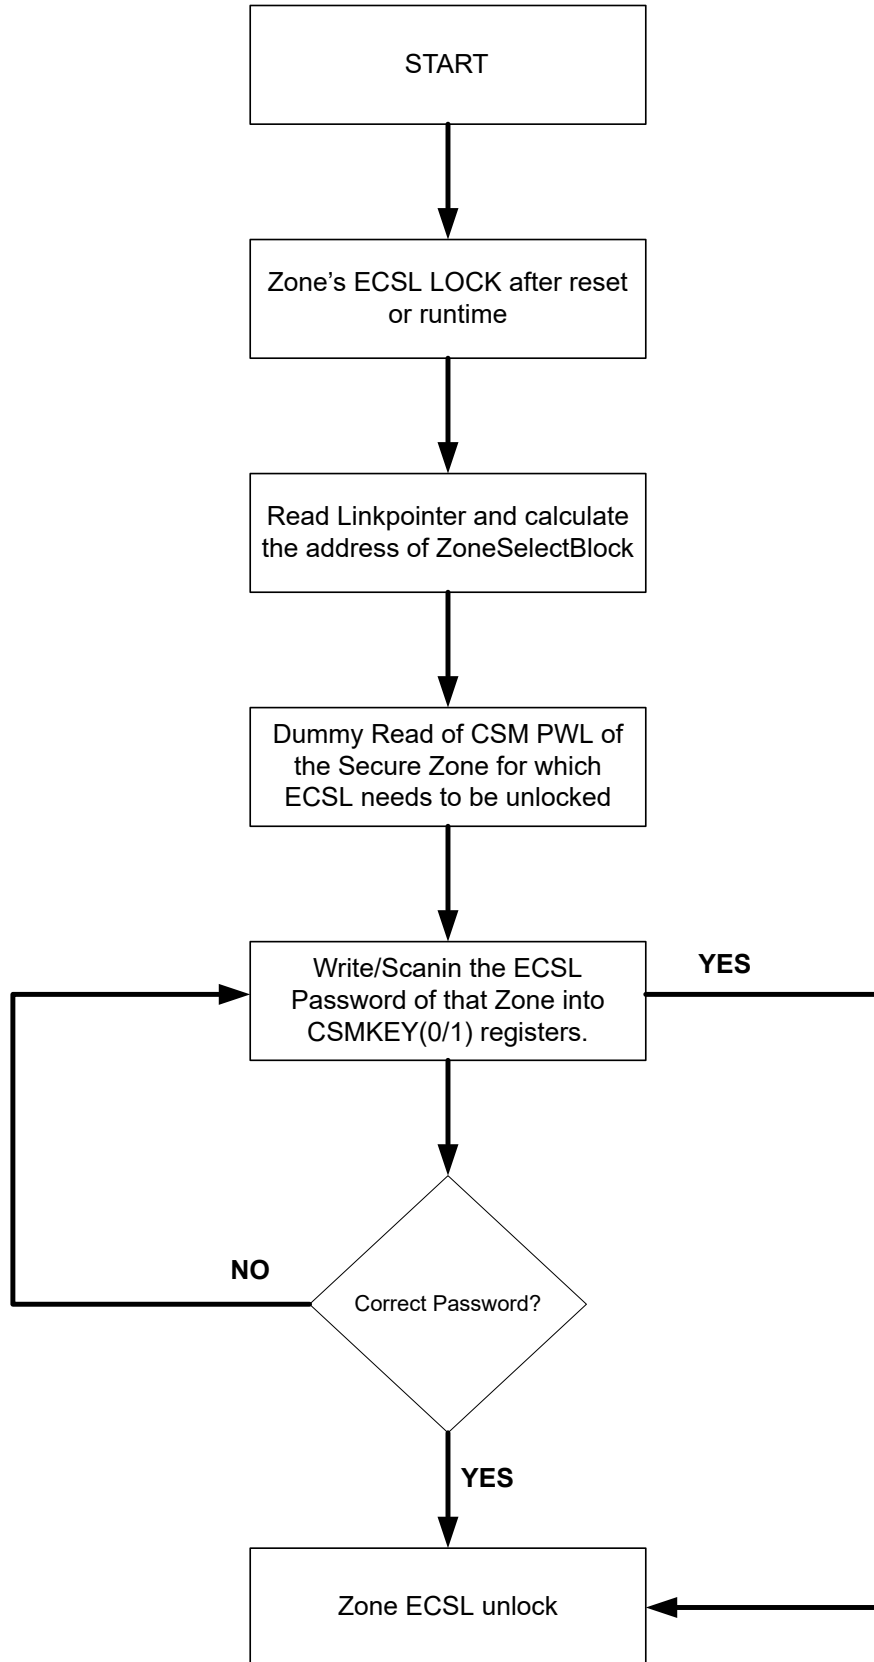 START
Zone’s ECSL LOCK after reset
or runtime
Read Linkpointer and calculate
the address of ZoneSelectBlock
Dummy Read of CSM PWL of
the Secure Zone for which
ECSL needs to be unlocked
Write/Scanin the ECSL
Password of that Zone into
CSMKEY(0/1) registers.
YES
NO
Correct Password?
YES
Zone ECSL unlock